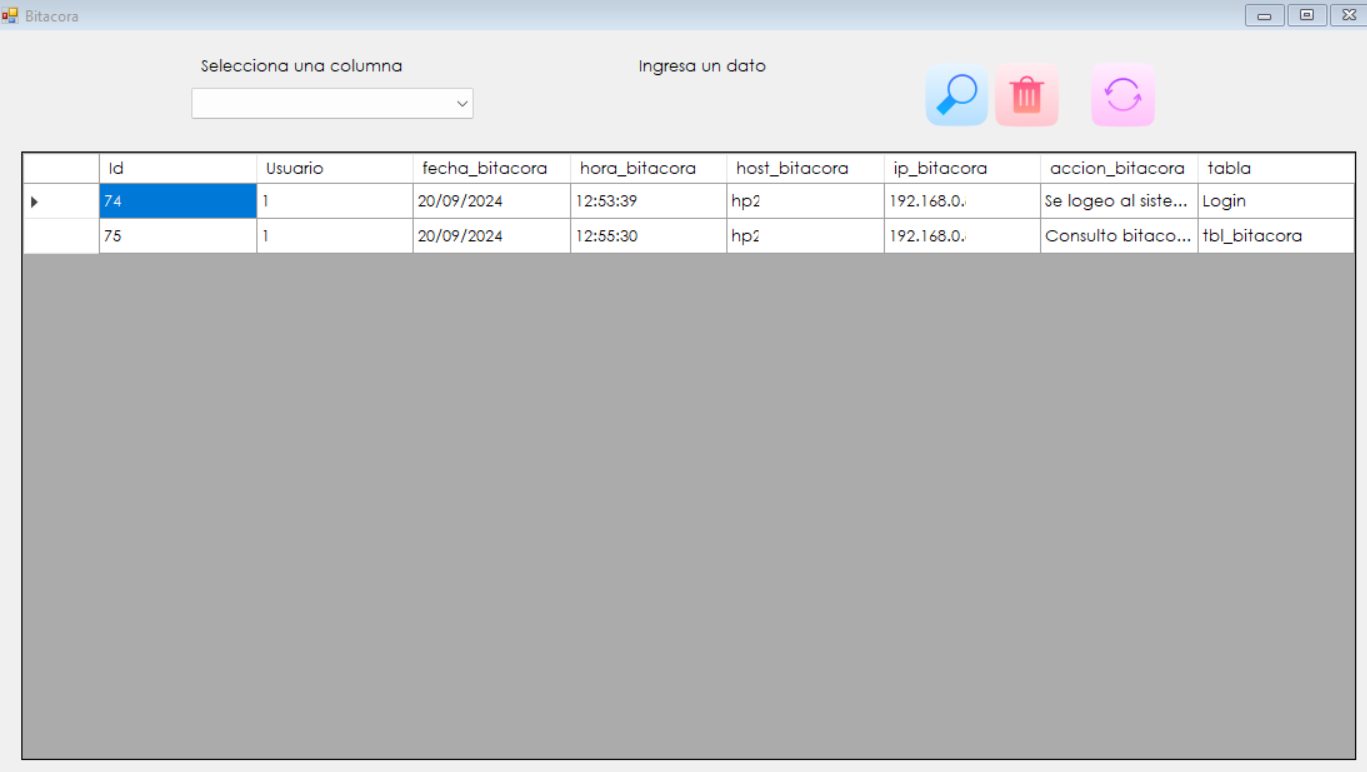 Bitacora
Selecciona una columna Ingresa un dato
Id Usuario fecha_bitacora hora_bitacora host_bitacora ip_bitacora accion_bitacora tabla
74 1 20/09/2024 12:53:39 hp2 192.168.0. Se logeo al siste... Login
75 1 20/09/2024 12:55:30 hp2 192.168.0. Consulto bitaco... tbl_bitacora